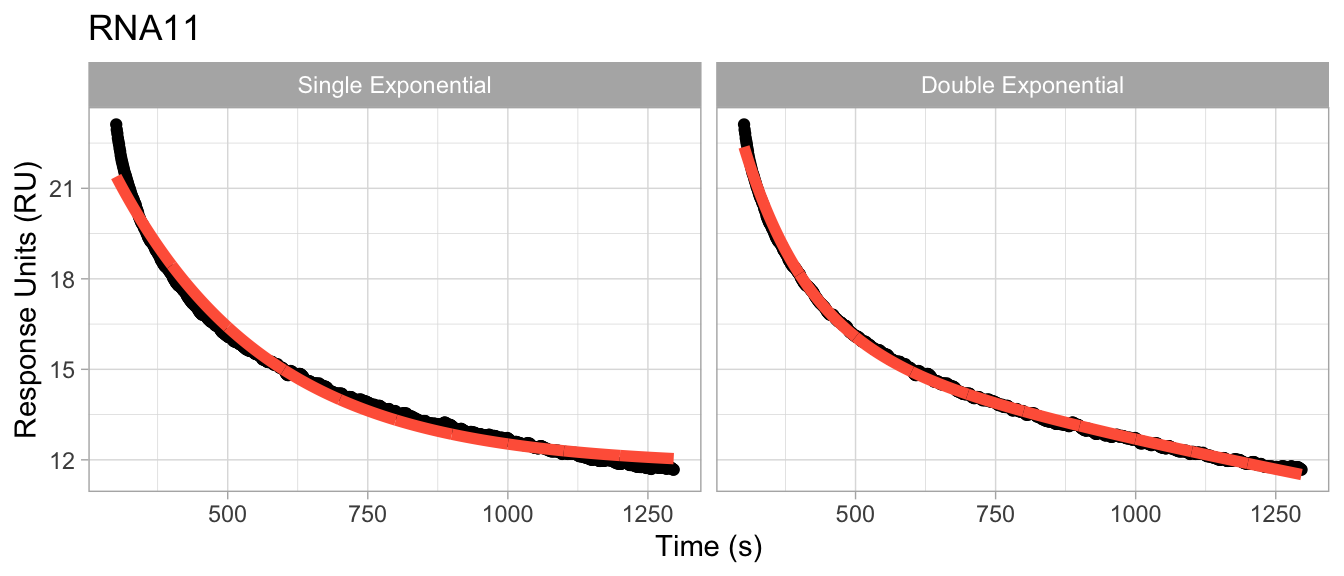 RNA11
Single Exponential
Double Exponential
Response Units (RU)
21
18
15
12
500
750
1000
1250
500
750
1000
1250
Time (s)